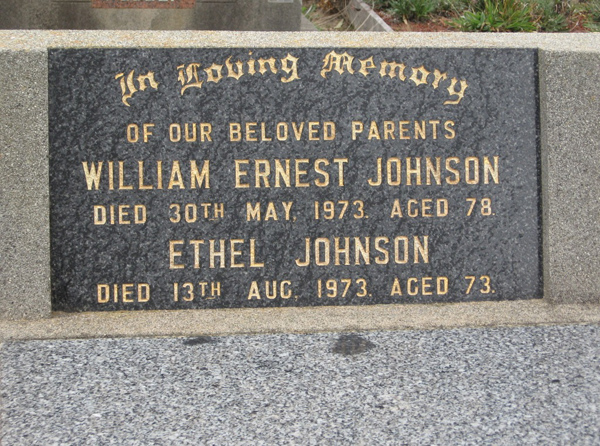 In Loving Memory
OF OUR BELOVED PARENTS
WILLIAM ERNEST JOHNSON
DIED 30TH MAY, 1973. AGED 78.
ETHEL JOHNSON
DIED 13TH AUG, 1973. AGED 73.